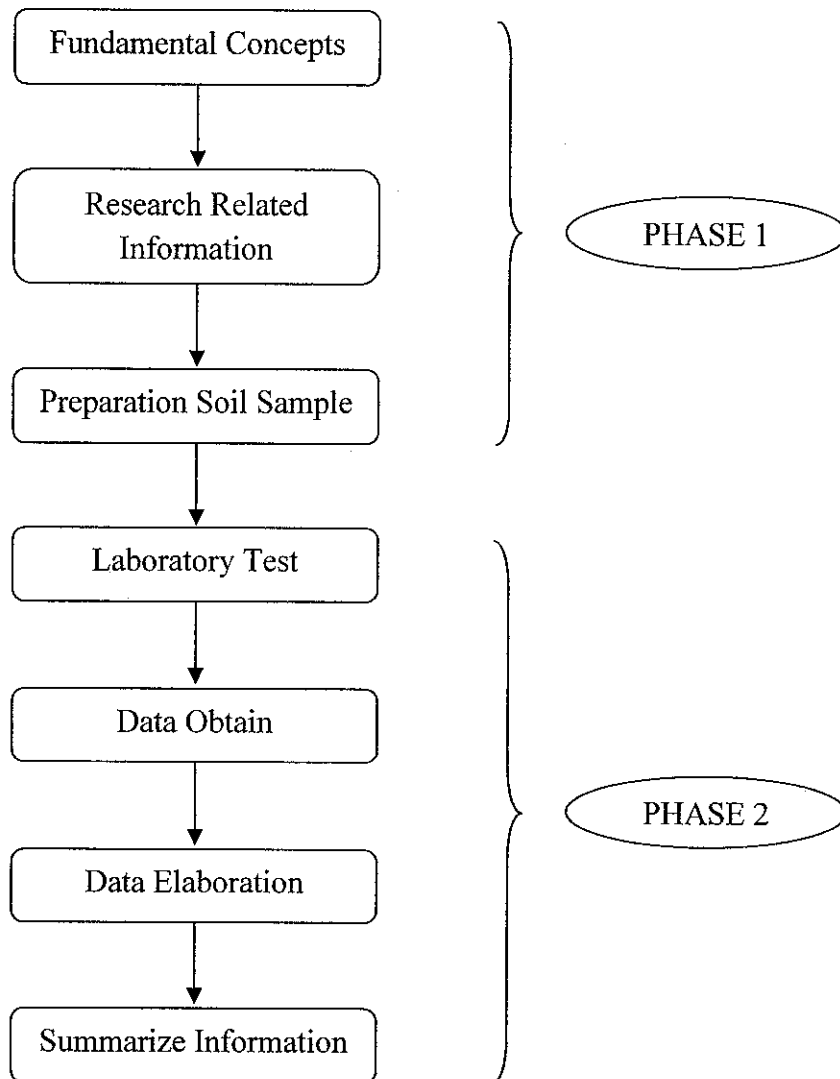 Fundamental Concepts
Research Related
Information
PHASE 1
Preparation Soil Sample
Laboratory Test
Data Obtain
PHASE 2
Data Elaboration
Summarize Information